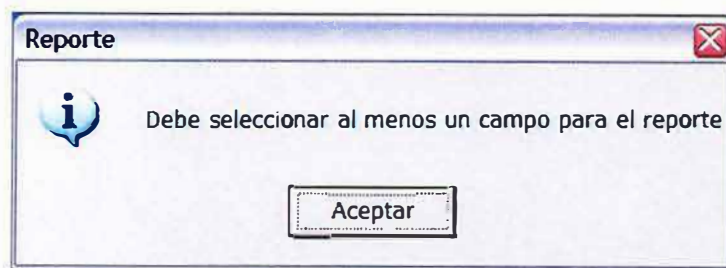 Reporte
Debe seleccionar al menos un campo para el reporte
Aceptar